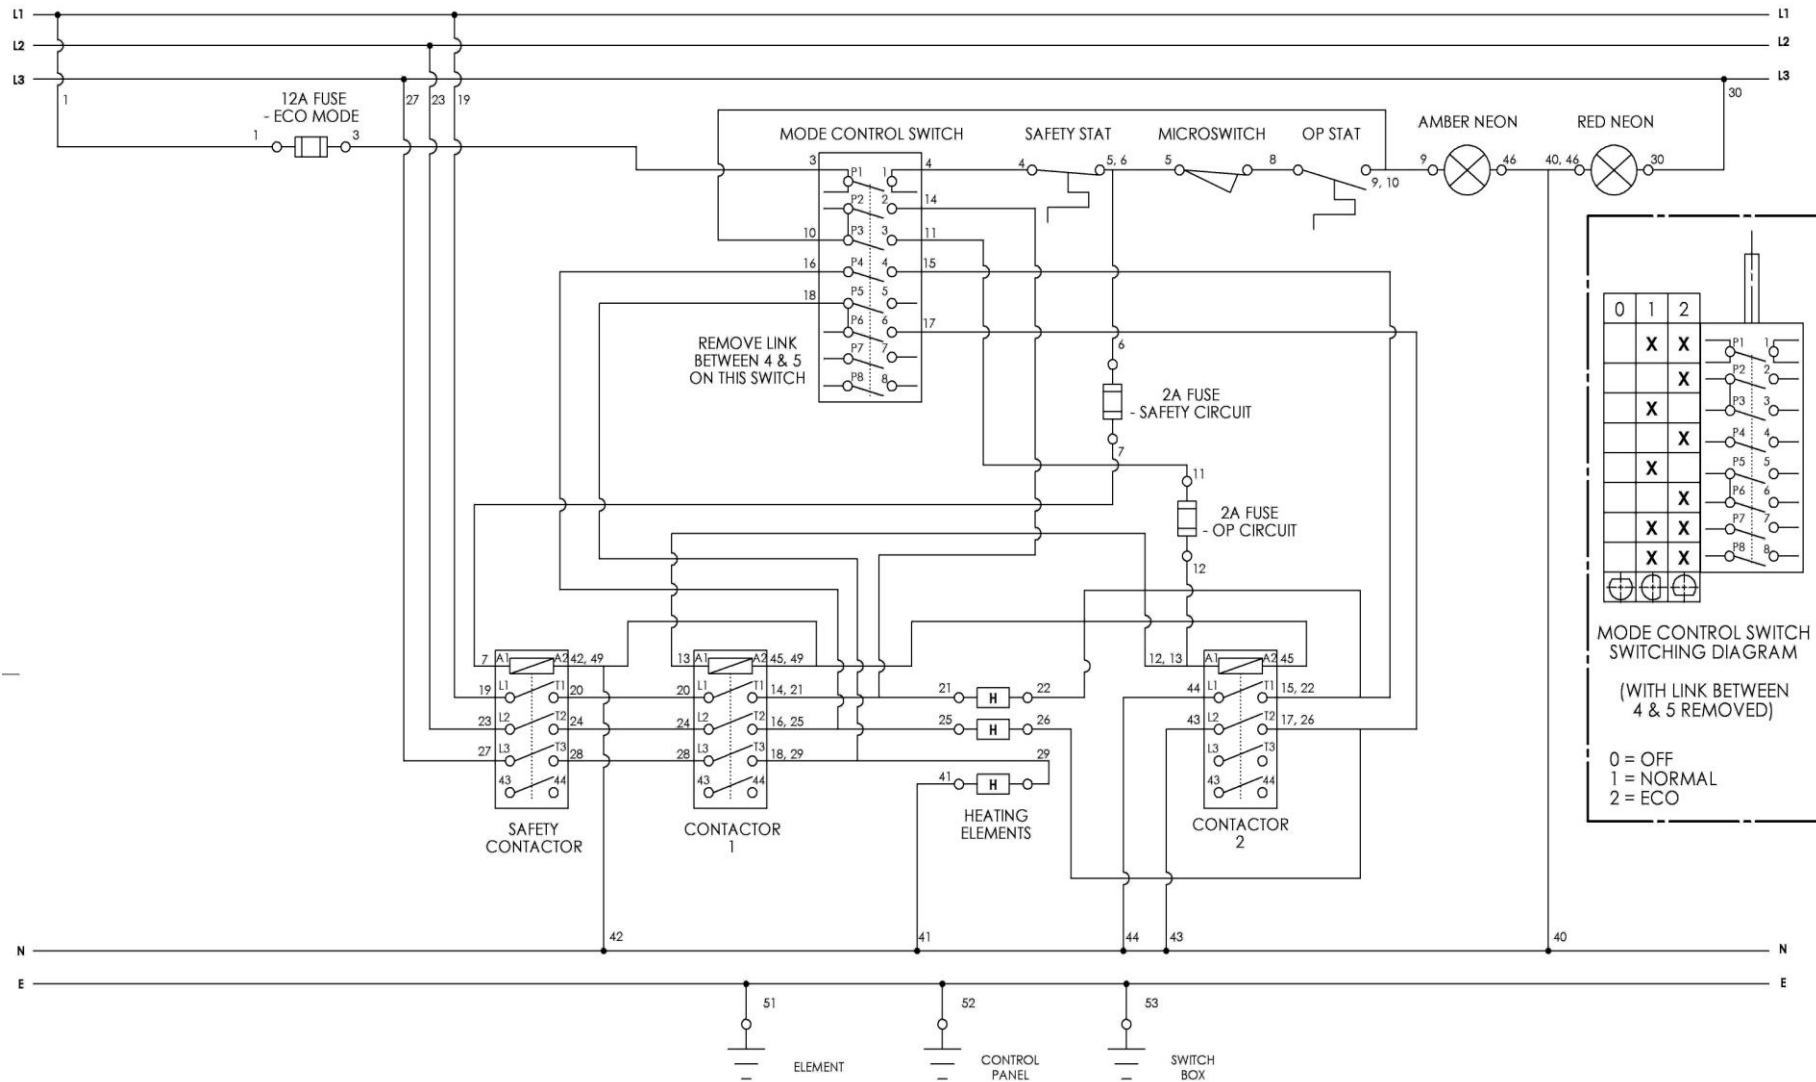 L1 L1
L2 L2
L3 L3
1 27 23 19 30
12A FUSE
- ECO MODE
1 3
MODE CONTROL SWITCH
SAFETY STAT
MICROSWITCH
OP STAT
AMBER NEON
RED NEON
3 P1 1 4
P2 2 14
10 P3 3 11
16 P4 4 15
18 P5 5
P6 6 17
P7 7
P8 8
4 5, 6 5 8 9, 10 9 46 40, 46 30
REMOVE LINK
BETWEEN 4 & 5
ON THIS SWITCH
6
2A FUSE
- SAFETY CIRCUIT
7
11
2A FUSE
- OP CIRCUIT
12
0 1 2
X X P1 1
X P2 2
X P3 3
X P4 4
X P5 5
X P6 6
X X P7 7
X X P8 8
MODE CONTROL SWITCH
SWITCHING DIAGRAM
(WITH LINK BETWEEN
4 & 5 REMOVED)
0 = OFF
1 = NORMAL
2 = ECO
7 A1 A2 42, 49
19 L1 T1 20
23 L2 T2 24
27 L3 T3 28
43 44
SAFETY
CONTACTOR
13 A1 A2 45, 49
20 L1 T1 14, 21
24 L2 T2 16, 25
28 L3 T3 18, 29
43 44
CONTACTOR
1
21 H 22
25 H 26
29
41 H
HEATING
ELEMENTS
12, 13 A1 A2 45
44 L1 T1 15, 22
43 L2 T2 17, 26
L3 T3
43 44
CONTACTOR
2
42 41 44 43 40
N N
E E
51 52 53
ELEMENT
CONTROL
PANEL
SWITCH
BOX